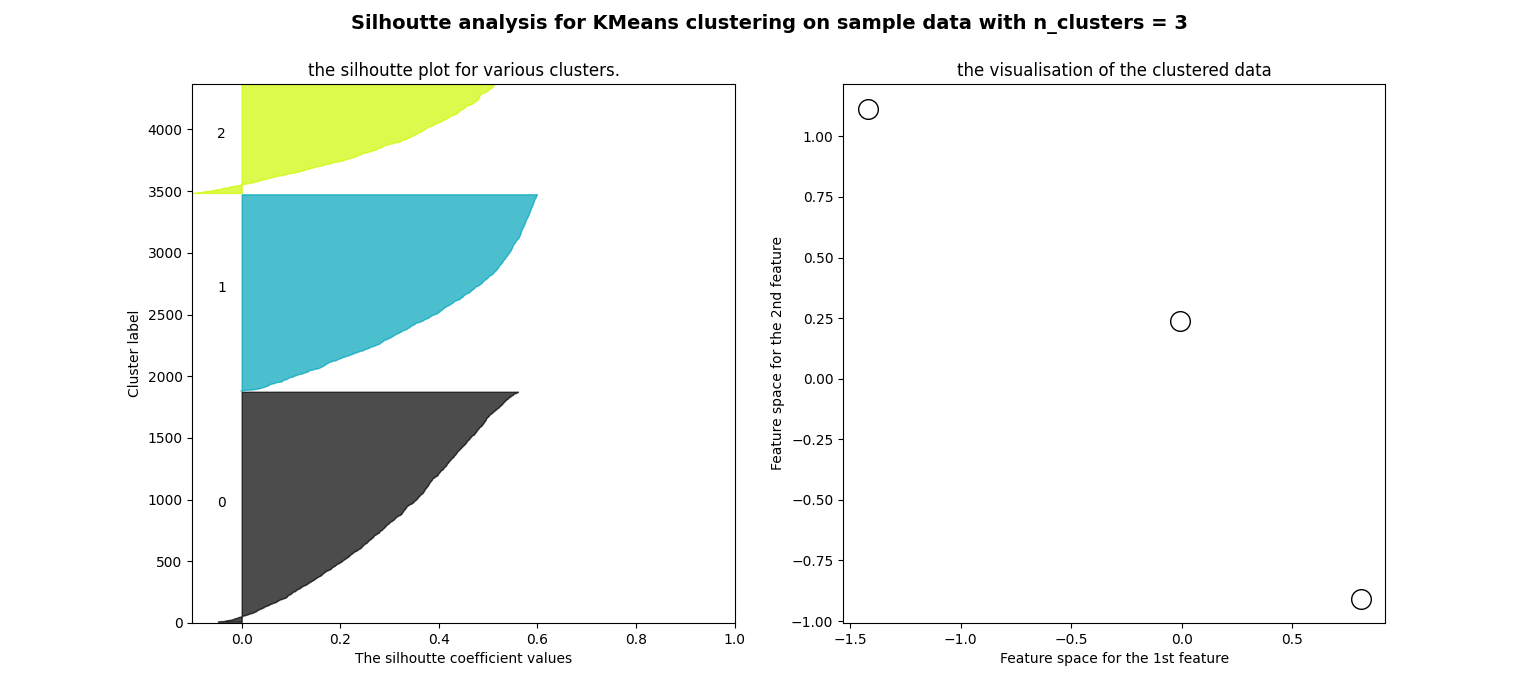 Silhoutte analysis for KMeans clustering on sample data with n_clusters = 3
the silhoutte plot for various clusters.
Cluster label
4000
3500
3000
2500
2000
1500
1000
500
0
2
1
0
0.0 0.2 0.4 0.6 0.8 1.0
The silhoutte coefficient values
the visualisation of the clustered data
Feature space for the 2nd feature
1.00
0.75
0.50
0.25
0.00
−0.25
−0.50
−0.75
−1.00
−1.5 −1.0 −0.5 0.0 0.5
Feature space for the 1st feature